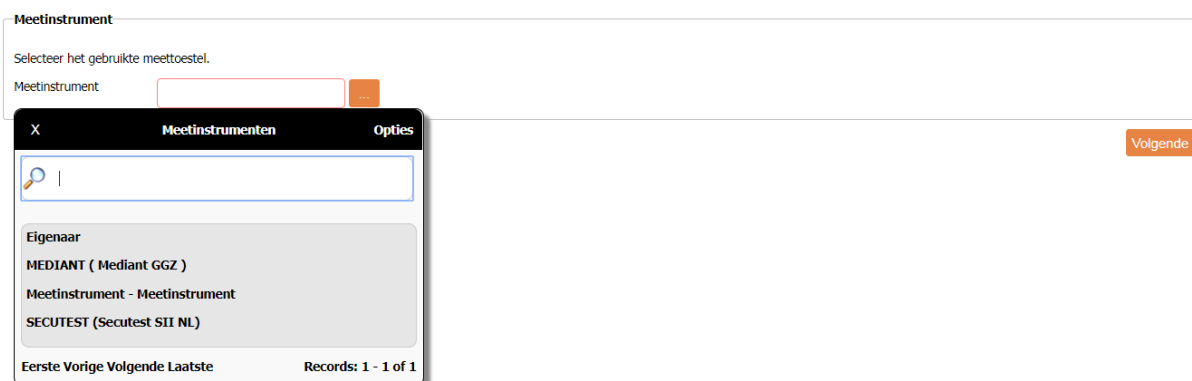 Meetinstrument
Selecteer het gebruikte meettoestel.
Meetinstrument
...
X Meetinstrumenten Opties
Volgende
Eigenaar
MEDIANT ( Mediant GGZ )
Meetinstrument - Meetinstrument
SECUTEST (Secutest SII NL)
Eerste Vorige Volgende Laatste Records: 1 - 1 of 1